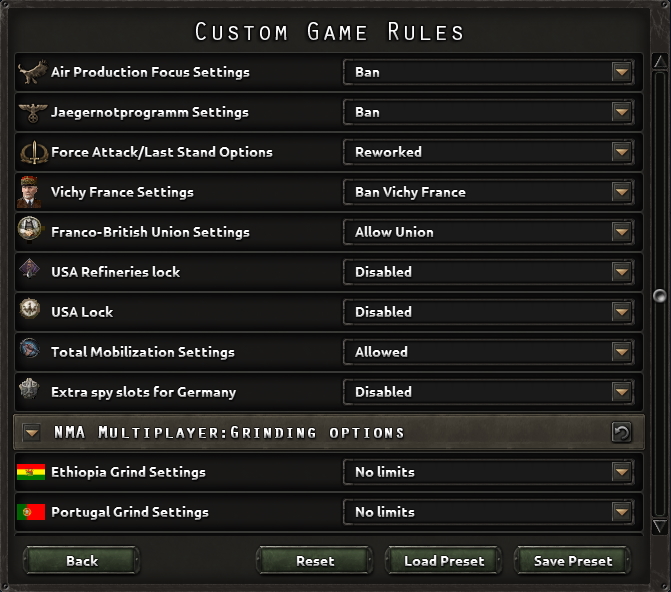 Custom Game Rules
Air Production Focus Settings Ban
Jaegernotprogramm Settings Ban
Force Attack/Last Stand Options Reworked
Vichy France Settings Ban Vichy France
Franco-British Union Settings Allow Union
USA Refineries lock Disabled
USA Lock Disabled
Total Mobilization Settings Allowed
Extra spy slots for Germany Disabled
NMA Multiplayer:Grinding options
Ethiopia Grind Settings No limits
Portugal Grind Settings No limits
Back Reset Load Preset Save Preset